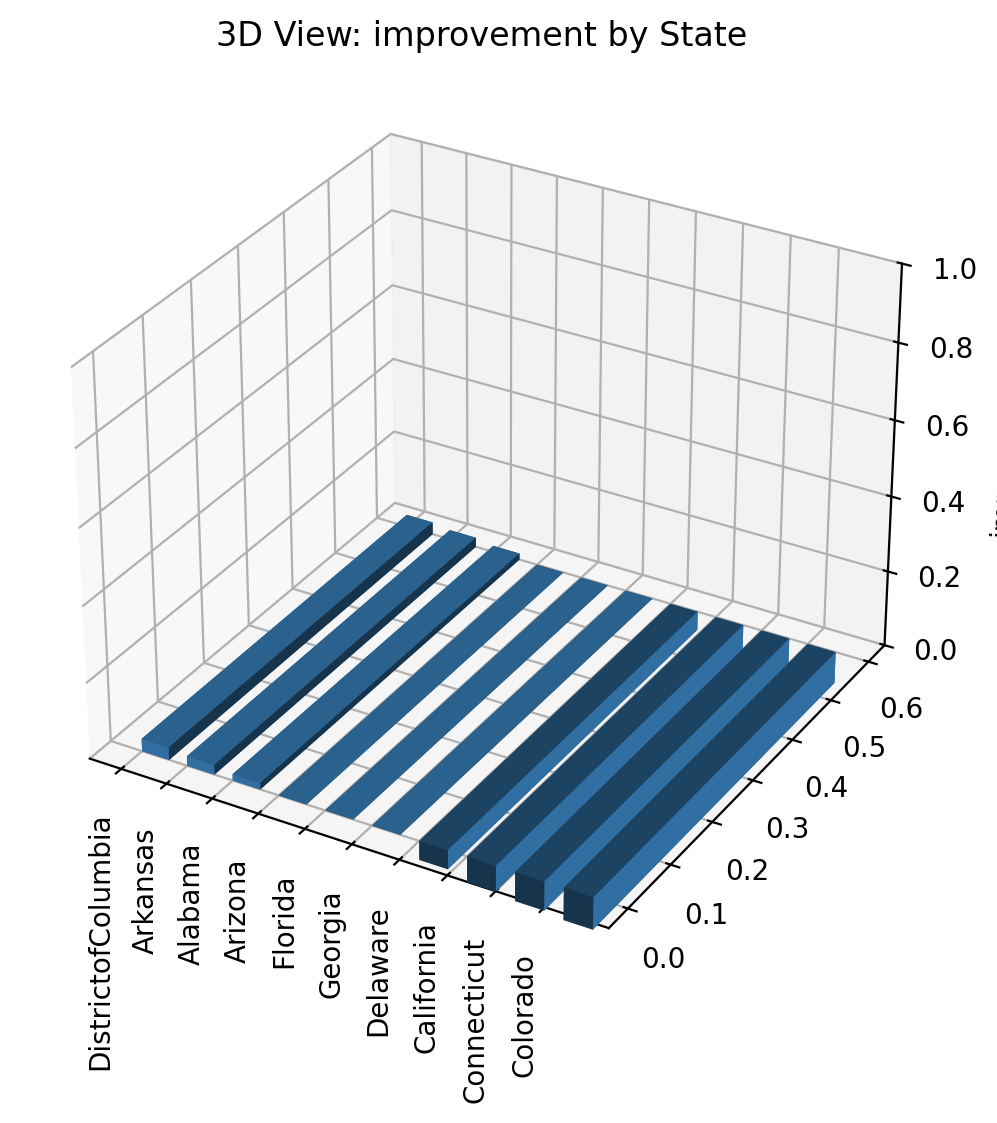 3D View: improvement by State
1.0
0.8
0.6
0.4
0.2
0.0
0.6
0.5
0.4
0.3
0.2
0.1
0.0
DistrictofColumbia
Arkansas
Alabama
Arizona
Florida
Georgia
Delaware
California
Connecticut
Colorado